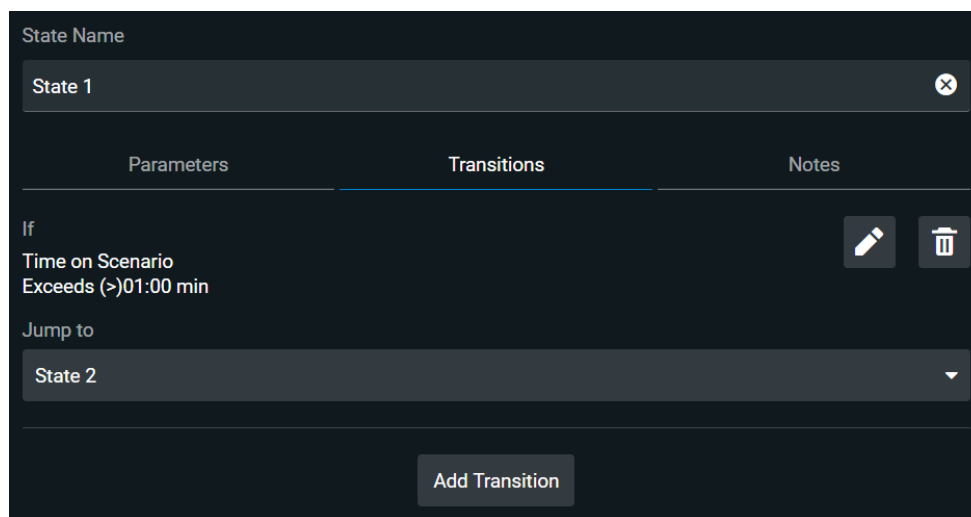 State Name
State 1
Parameters Transitions Notes
If
Time on Scenario
Exceeds (>)01:00 min
Jump to
State 2
Add Transition